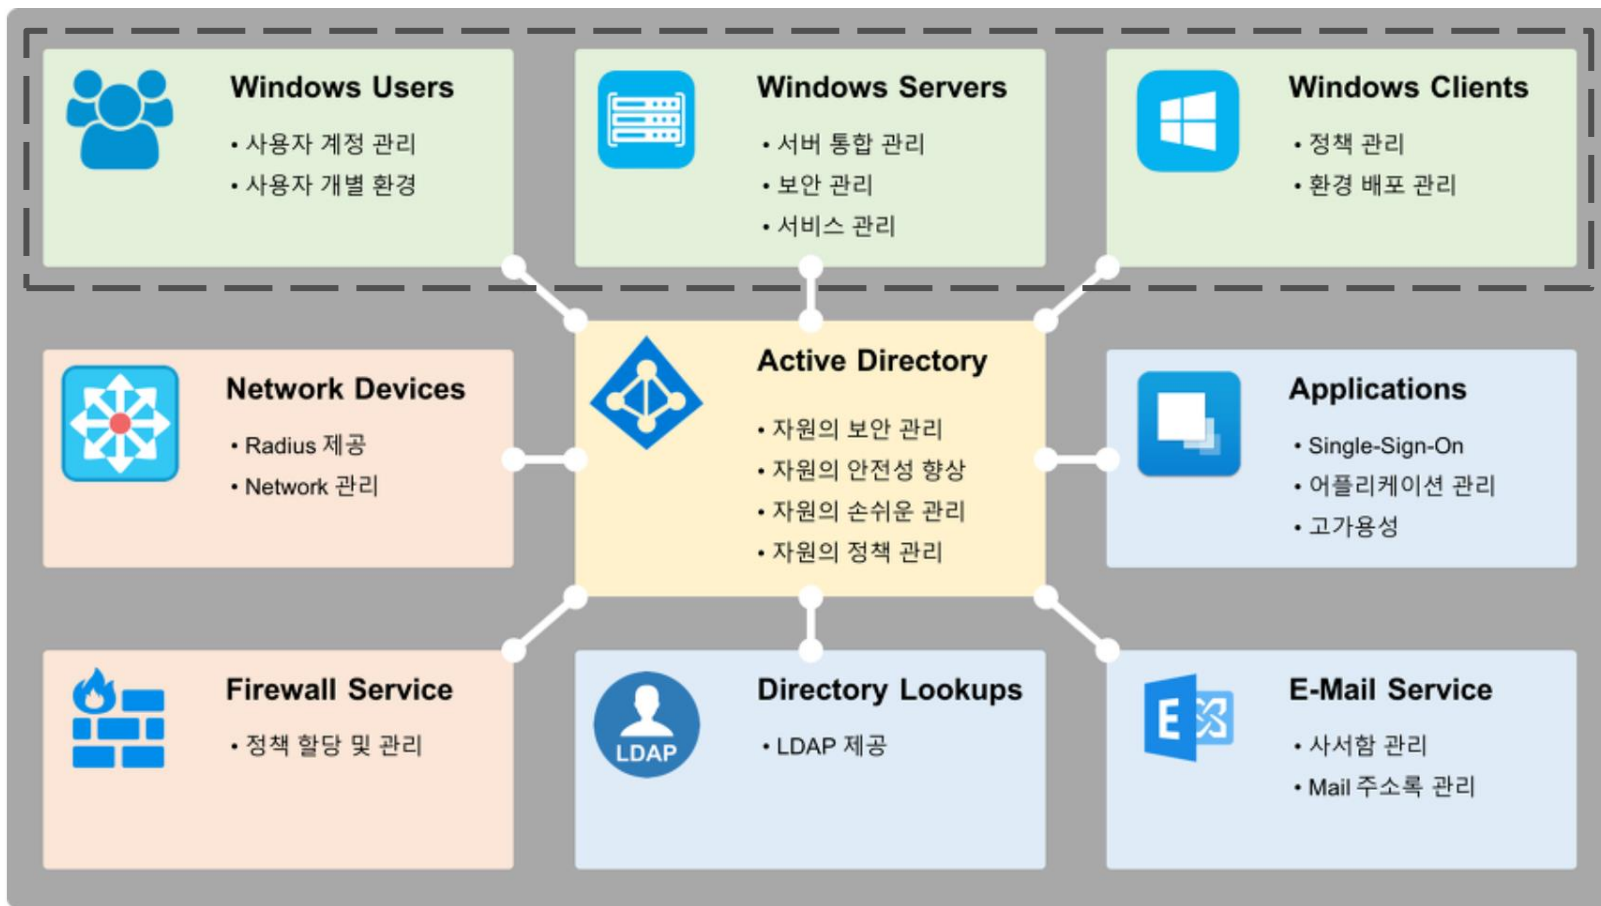 Windows Users
• 사용자 계정 관리
• 사용자 개별 환경
Windows Servers
• 서버 통합 관리
• 보안 관리
• 서비스 관리
Windows Clients
• 정책 관리
• 환경 배포 관리
Network Devices
• Radius 제공
• Network 관리
Active Directory
• 자원의 보안 관리
• 자원의 안전성 향상
• 자원의 손쉬운 관리
• 자원의 정책 관리
Applications
• Single-Sign-On
• 어플리케이션 관리
• 고가용성
Firewall Service
• 정책 할당 및 관리
LDAP
Directory Lookups
• LDAP 제공
E
E-Mail Service
• 사서함 관리
• Mail 주소록 관리